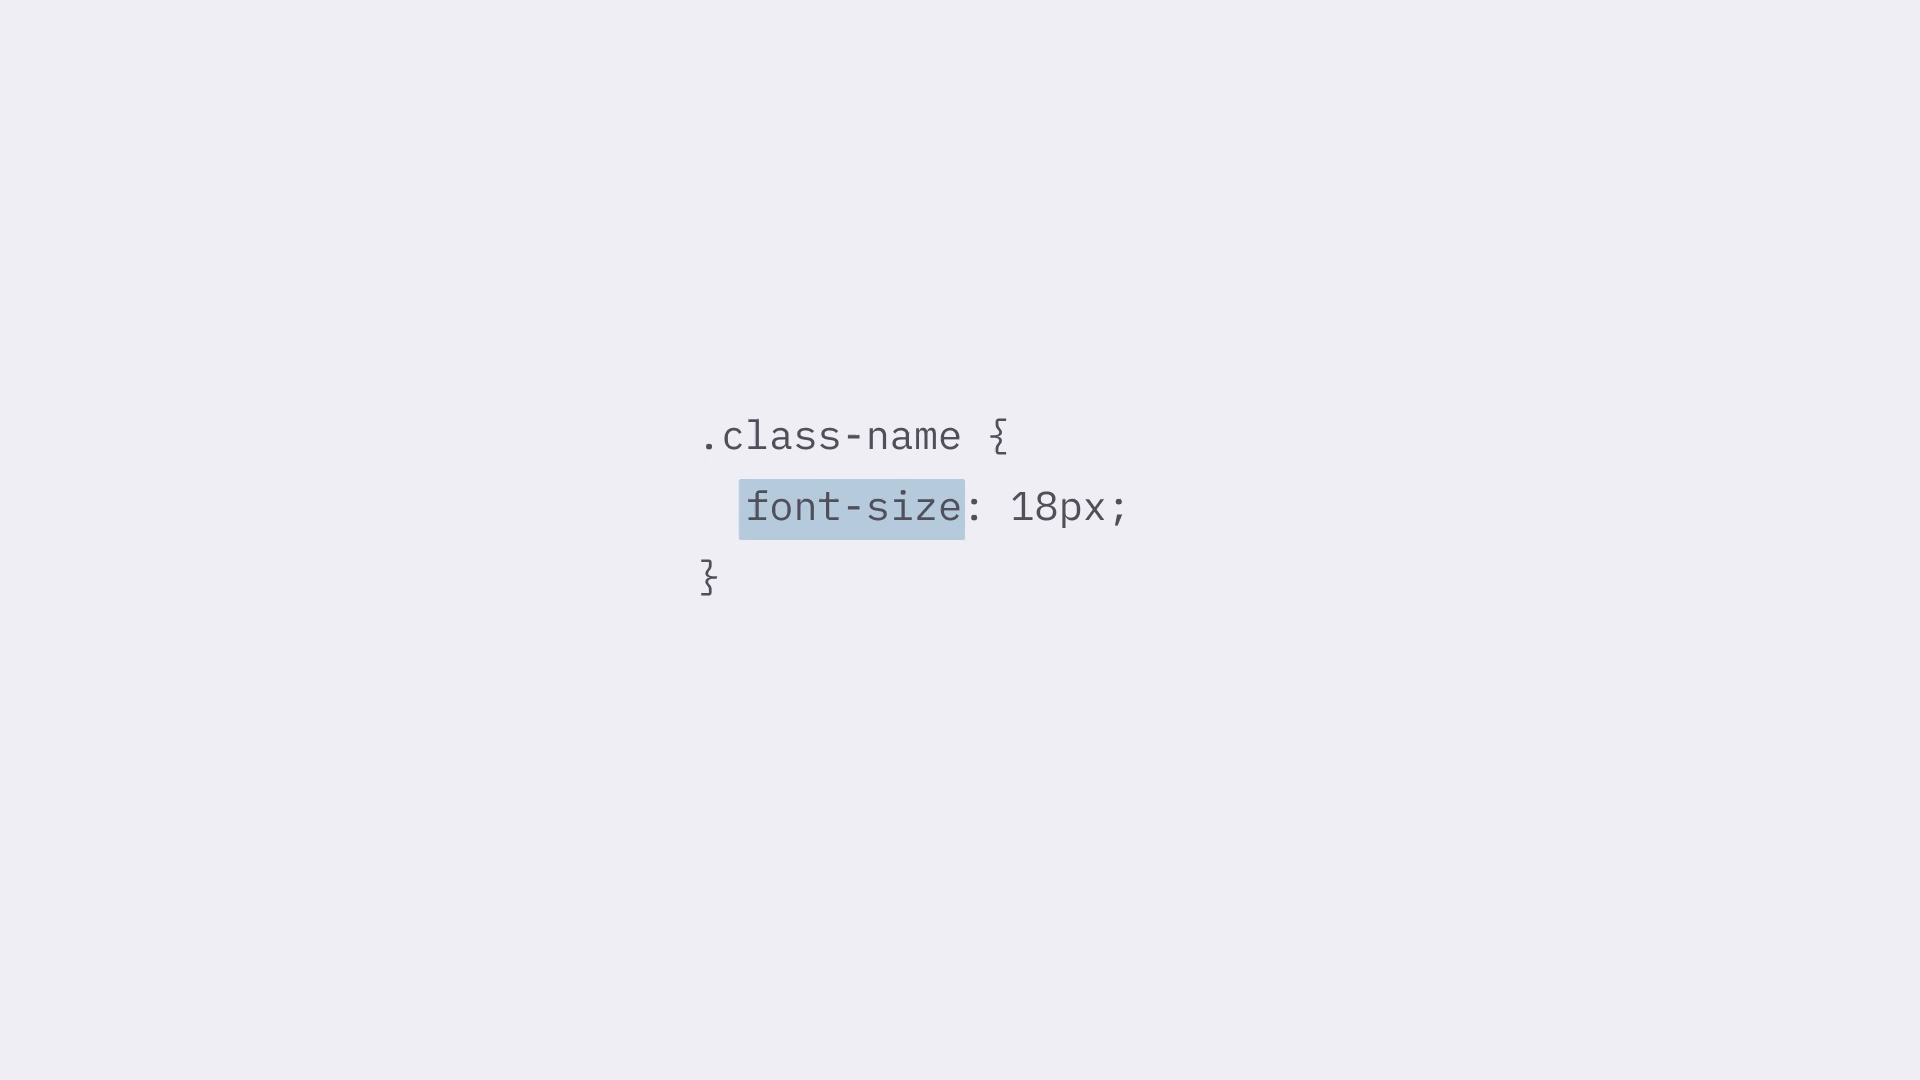 .class-name {
  font-size: 18px;
}